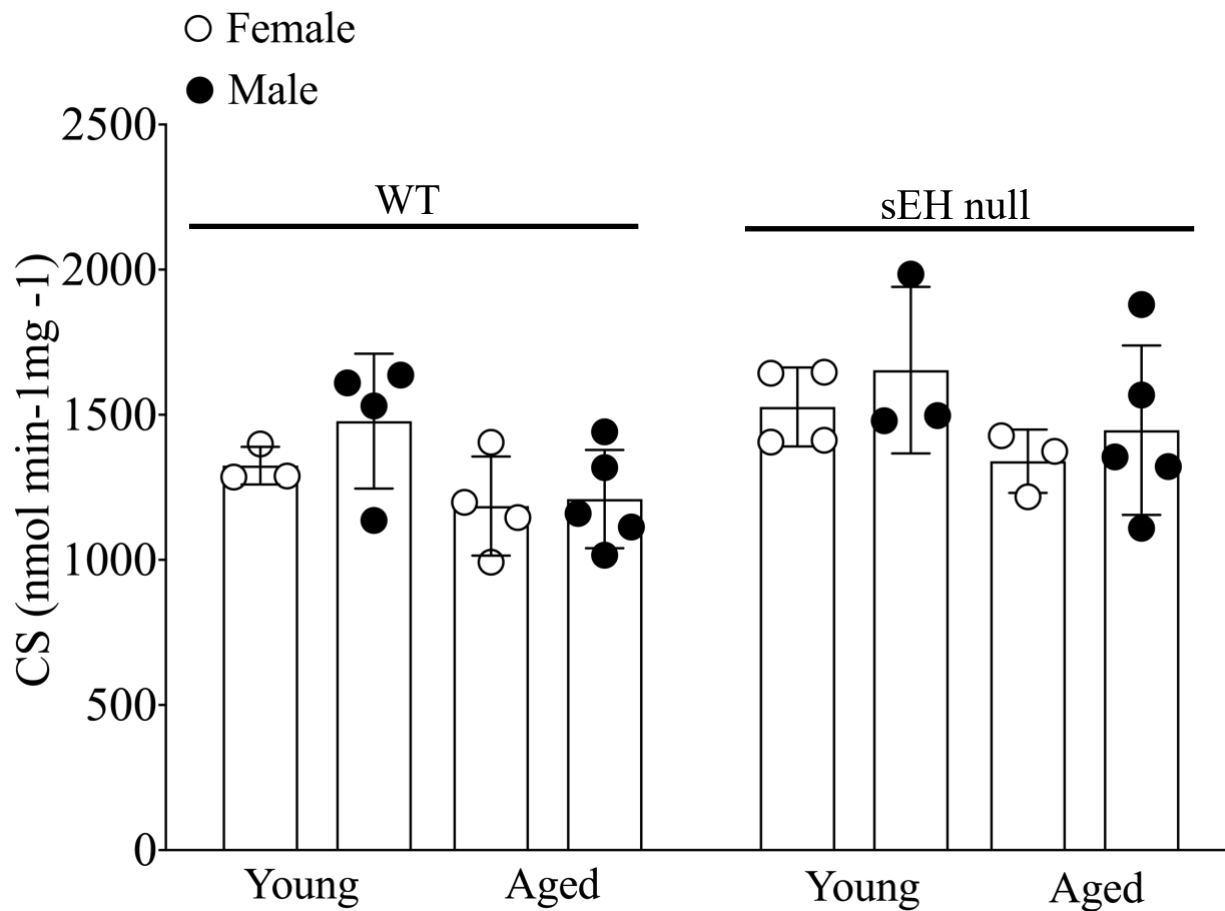 Female
Male
2500
2000
1500
1000
500
0
CS (nmol min-1mg -1)
WT
sEH null
Young
Aged
Young
Aged